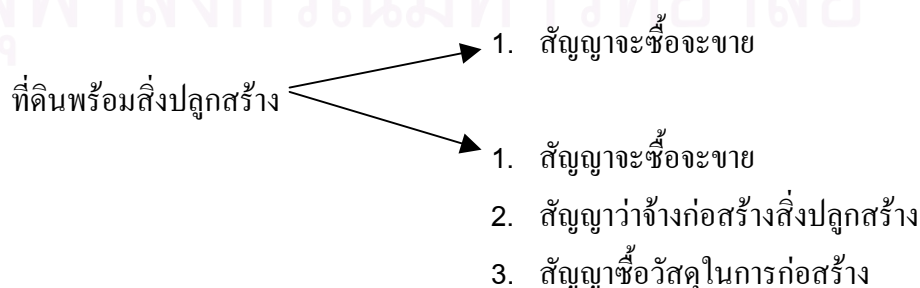 1. สัญญาจะซื้อจะขาย
ที่ดินพร้อมสิ่งปลูกสร้าง
1. สัญญาจะซื้อจะขาย
2. สัญญาว่าจ้างก่อสร้างสิ่งปลูกสร้าง
3. สัญญาซื้อวัสดุในการก่อสร้าง